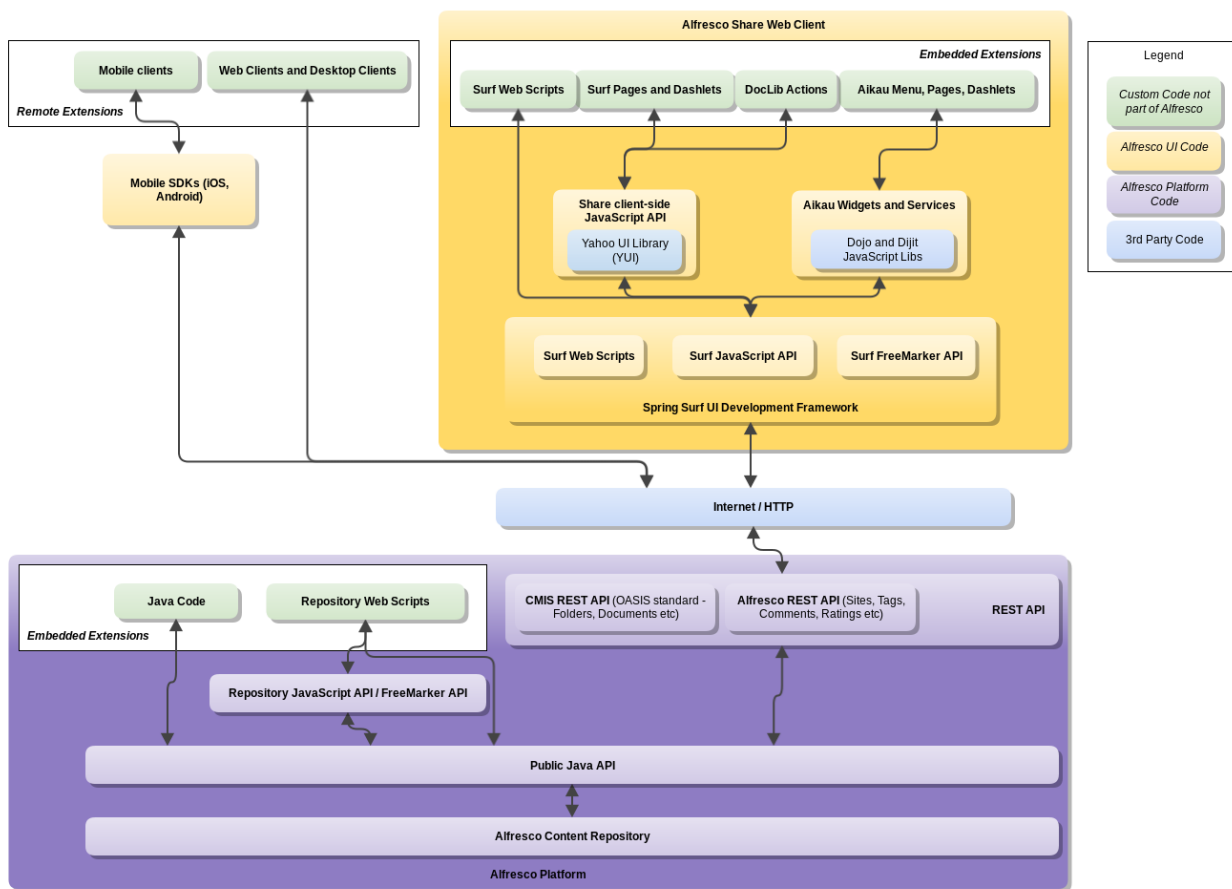 Alfresco Share Web Client
Embedded Extensions
Mobile clients
Web Clients and Desktop Clients
Remote Extensions
Surf Web Scripts
Surf Pages and Dashlets
DocLib Actions
Aikau Menu, Pages, Dashlets
Legend
Custom Code not
part of Alfresco
Alfresco UI Code
Alfresco Platform
Code
3rd Party Code
Mobile SDKs (iOS,
Android)
Share client-side
JavaScript API
Yahoo UI Library
(YUI)
Aikau Widgets and Services
Dojo and Dijit
JavaScript Libs
Surf Web Scripts
Surf JavaScript API
Surf FreeMarker API
Spring Surf UI Development Framework
Internet / HTTP
Java Code
Repository Web Scripts
Embedded Extensions
CMIS REST API (OASIS standard -
Folders, Documents etc)
Alfresco REST API (Sites, Tags,
Comments, Ratings etc)
REST API
Repository JavaScript API / FreeMarker API
Public Java API
Alfresco Content Repository
Alfresco Platform